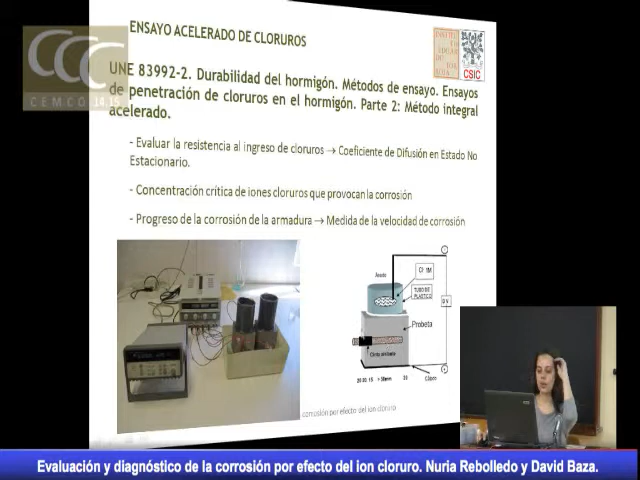 ENSAYO ACELERADO DE CLORUROS
CCC
CEMCO 14.15
CSIC
UNE 83992-2. Durabilidad del hormigón. Métodos de ensayo. Ensayos
de penetración de cloruros en el hormigón. Parte 2: Método integral
acelerado.
- Evaluar la resistencia al ingreso de cloruros → Coeficiente de Difusión en Estado No
Estacionario.
- Concentración crítica de iones cloruros que provocan la corrosión
- Progreso de la corrosión de la armadura → Medida de la velocidad de corrosión
TUBO DE
PLASTICO
Probeta
corrosión por efecto del ion cloruro
Evaluación y diagnóstico de la corrosión por efecto del ion cloruro. Nuria Rebolledo y David Baza.